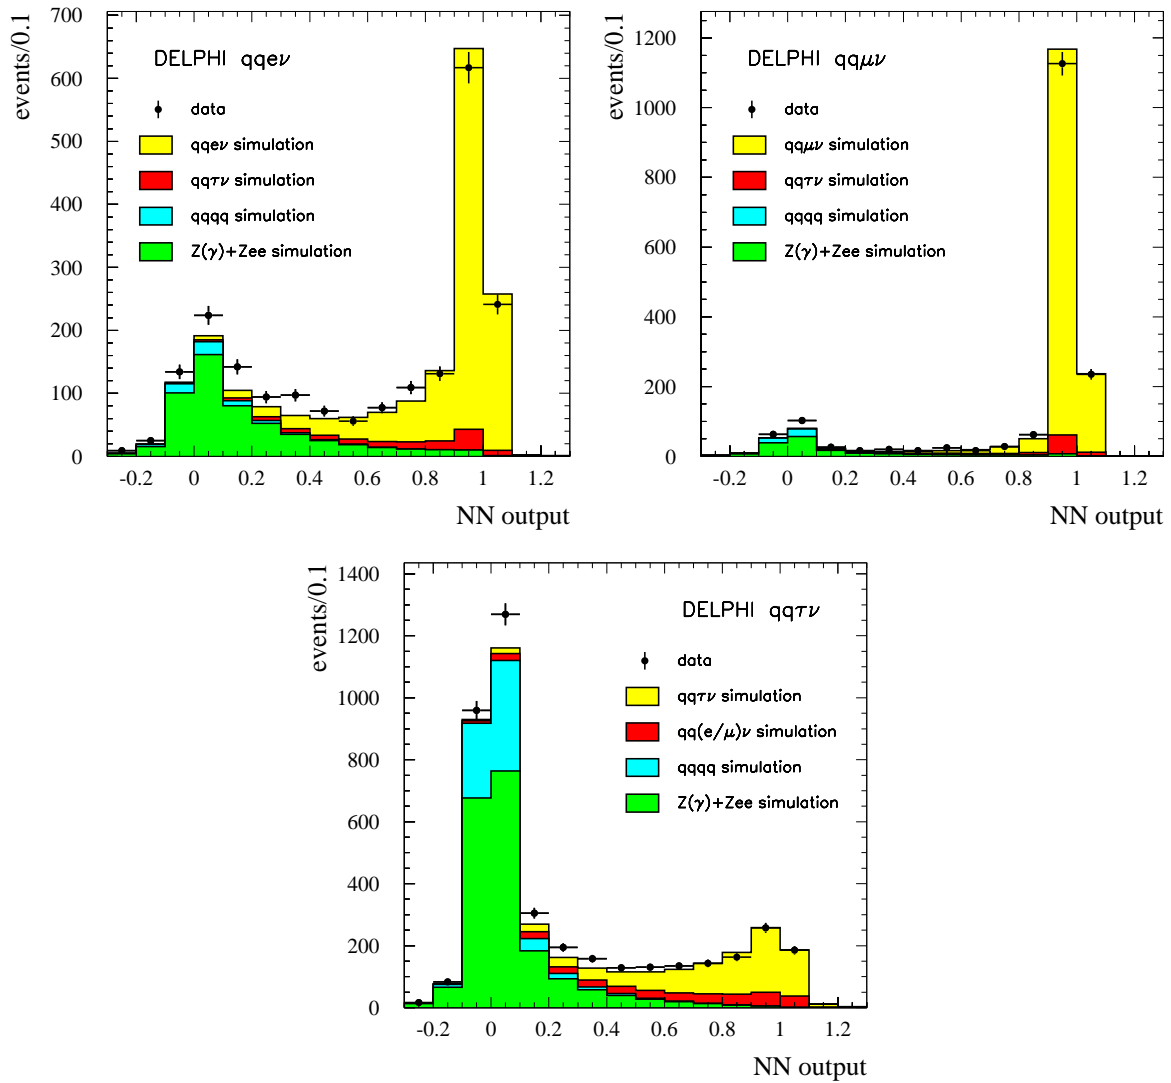 events/0.1
700
600
500
400
300
200
100
0
DELPHI qqeν
data
qqeν simulation
qqτν simulation
qqqq simulation
Z(γ)+Zee simulation
-0.2 0 0.2 0.4 0.6 0.8 1 1.2
NN output
events/0.1
1200
1000
800
600
400
200
0
DELPHI qqμν
data
qqμν simulation
qqτν simulation
qqqq simulation
Z(γ)+Zee simulation
-0.2 0 0.2 0.4 0.6 0.8 1 1.2
NN output
events/0.1
1400
1200
1000
800
600
400
200
0
DELPHI qqτν
data
qqτν simulation
qq(e/μ)ν simulation
qqqq simulation
Z(γ)+Zee simulation
-0.2 0 0.2 0.4 0.6 0.8 1 1.2
NN output